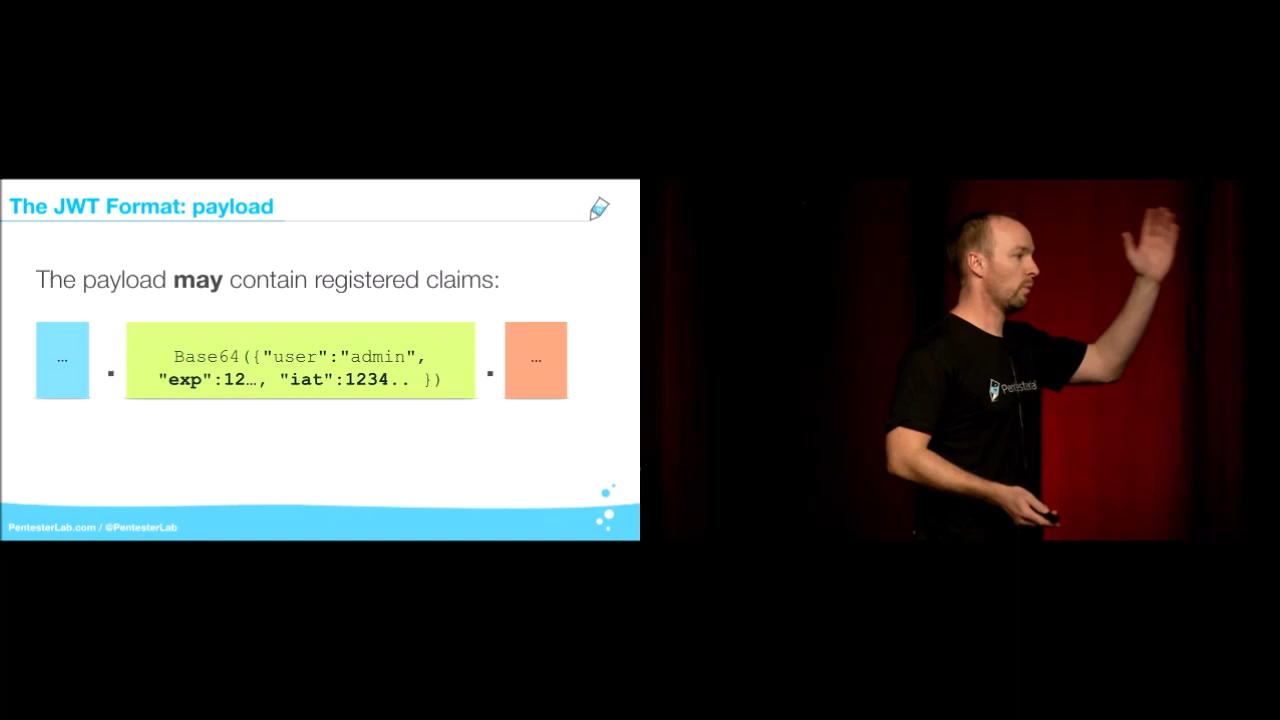 The JWT Format: payload
The payload may contain registered claims:
...
.
Base64({"user":"admin",
"exp":12…, "iat":1234.. })
.
...
PentesterLab.com / @PentesterLab
PentesterLab